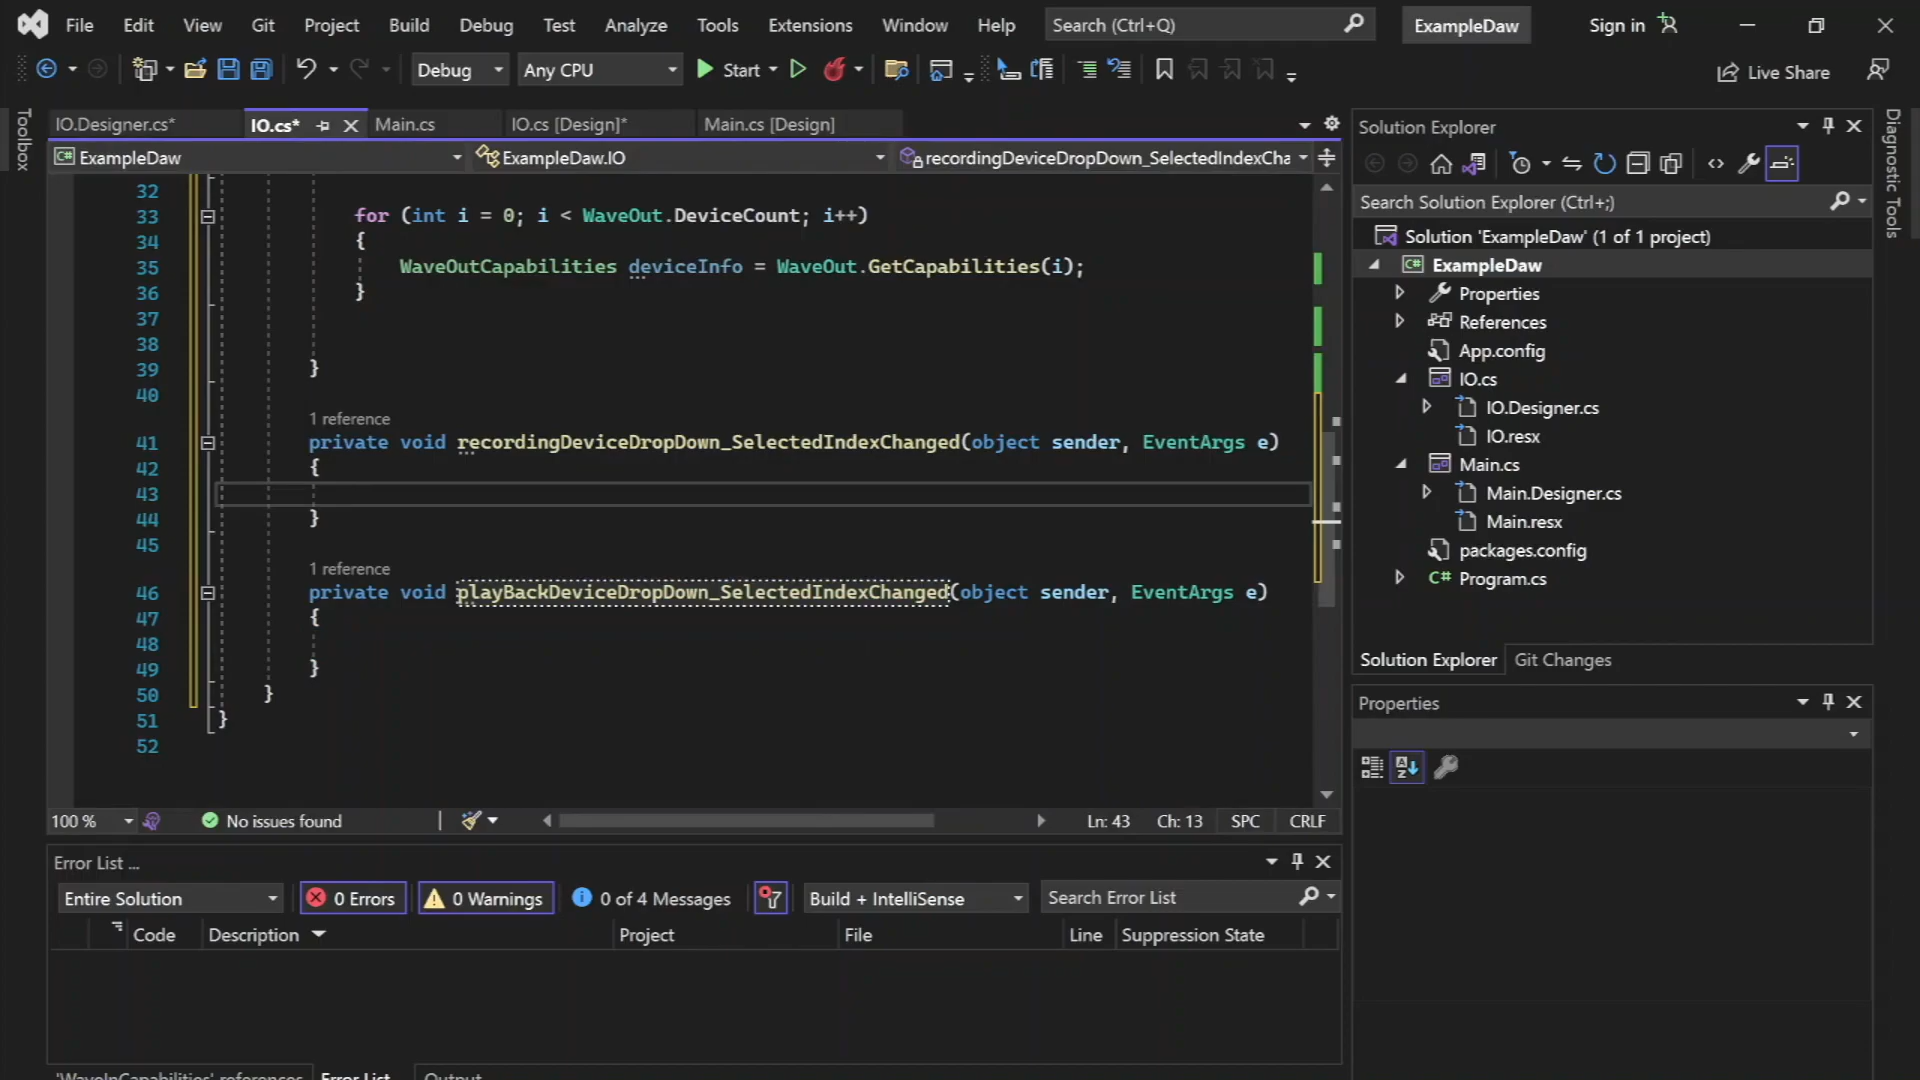 File Edit View Git Project Build Debug Test Analyze Tools Extensions Window Help Search (Ctrl+Q) ExampleDaw Sign in
Debug Any CPU Start Live Share
Toolbox
IO.Designer.cs* IO.cs* Main.cs IO.cs [Design]* Main.cs [Design]
ExampleDaw ExampleDaw.IO recordingDeviceDropDown_SelectedIndexCha
32
33 for (int i = 0; i < WaveOut.DeviceCount; i++)
34 {
35 WaveOutCapabilities deviceInfo = WaveOut.GetCapabilities(i);
36 }
37
38
39 }
40
1 reference
41 private void recordingDeviceDropDown_SelectedIndexChanged(object sender, EventArgs e)
42 {
43
44 }
45
1 reference
46 private void playBackDeviceDropDown_SelectedIndexChanged(object sender, EventArgs e)
47 {
48
49 }
50 }
51 }
52
100 % No issues found Ln: 43 Ch: 13 SPC CRLF
Error List ...
Entire Solution 0 Errors 0 Warnings 0 of 4 Messages Build + IntelliSense Search Error List
Code Description Project File Line Suppression State
'WaveInCapabilities' references Error List Output
Solution Explorer
Search Solution Explorer (Ctrl+;)
Solution 'ExampleDaw' (1 of 1 project)
C# ExampleDaw
Properties
References
App.config
IO.cs
IO.Designer.cs
IO.resx
Main.cs
Main.Designer.cs
Main.resx
packages.config
C# Program.cs
Solution Explorer Git Changes
Properties
Diagnostic Tools